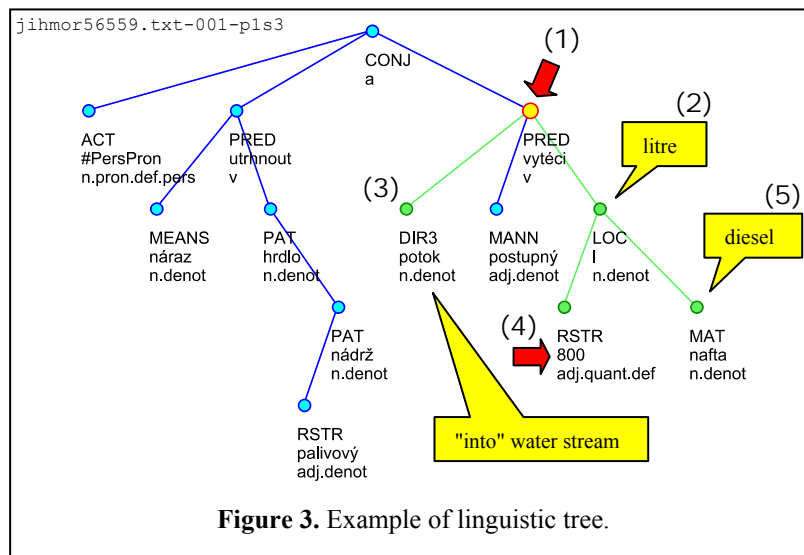 jihmor56559.txt-001-p1s3
CONJ
a
(1)
(2)
litre
ACT
#PersPron
n.pron.def.pers
PRED
utrhnout
v
PRED
vytéci
v
(3)
(5)
diesel
MEANS
náraz
n.denot
PAT
hrdlo
n.denot
DIR3
potok
n.denot
MANN
postupný
adj.denot
LOC
l
n.denot
(4)
PAT
nádrž
n.denot
RSTR
800
adj.quant.def
MAT
nafta
n.denot
RSTR
palivový
adj.denot
"into" water stream
Figure 3. Example of linguistic tree.